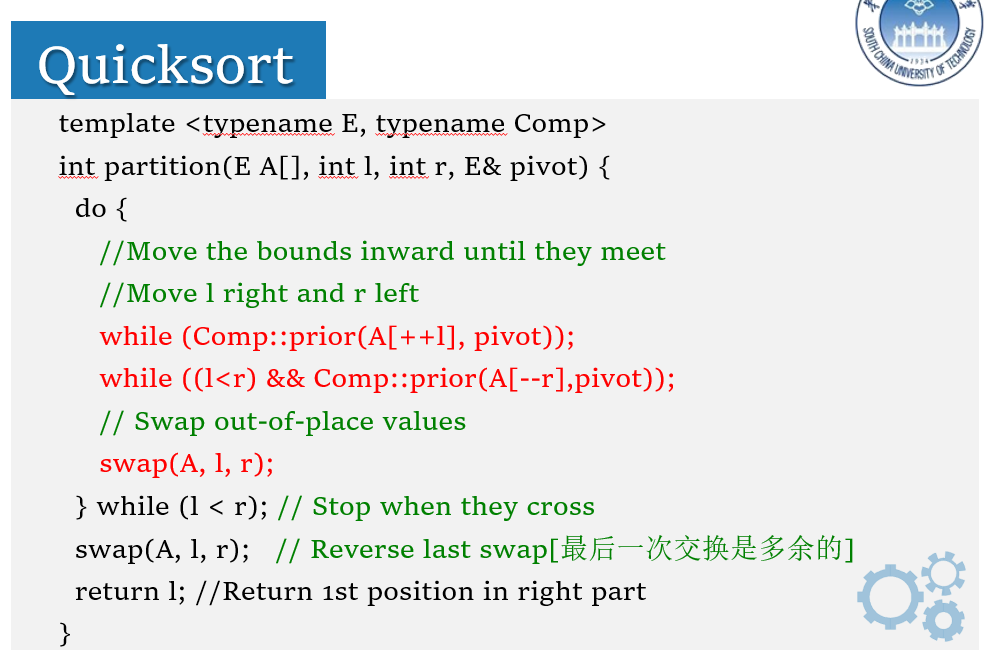 Quicksort
SOUTH CHINA UNIVERSITY OF TECHNOLOGY
1934
template <typename E, typename Comp>
int partition(E A[], int l, int r, E& pivot) {
do {
//Move the bounds inward until they meet
//Move l right and r left
while (Comp::prior(A[++l], pivot));
while ((l<r) && Comp::prior(A[--r],pivot));
// Swap out-of-place values
swap(A, l, r);
} while (l < r); // Stop when they cross
swap(A, l, r); // Reverse last swap[最后一次交换是多余的]
return l; //Return 1st position in right part
}